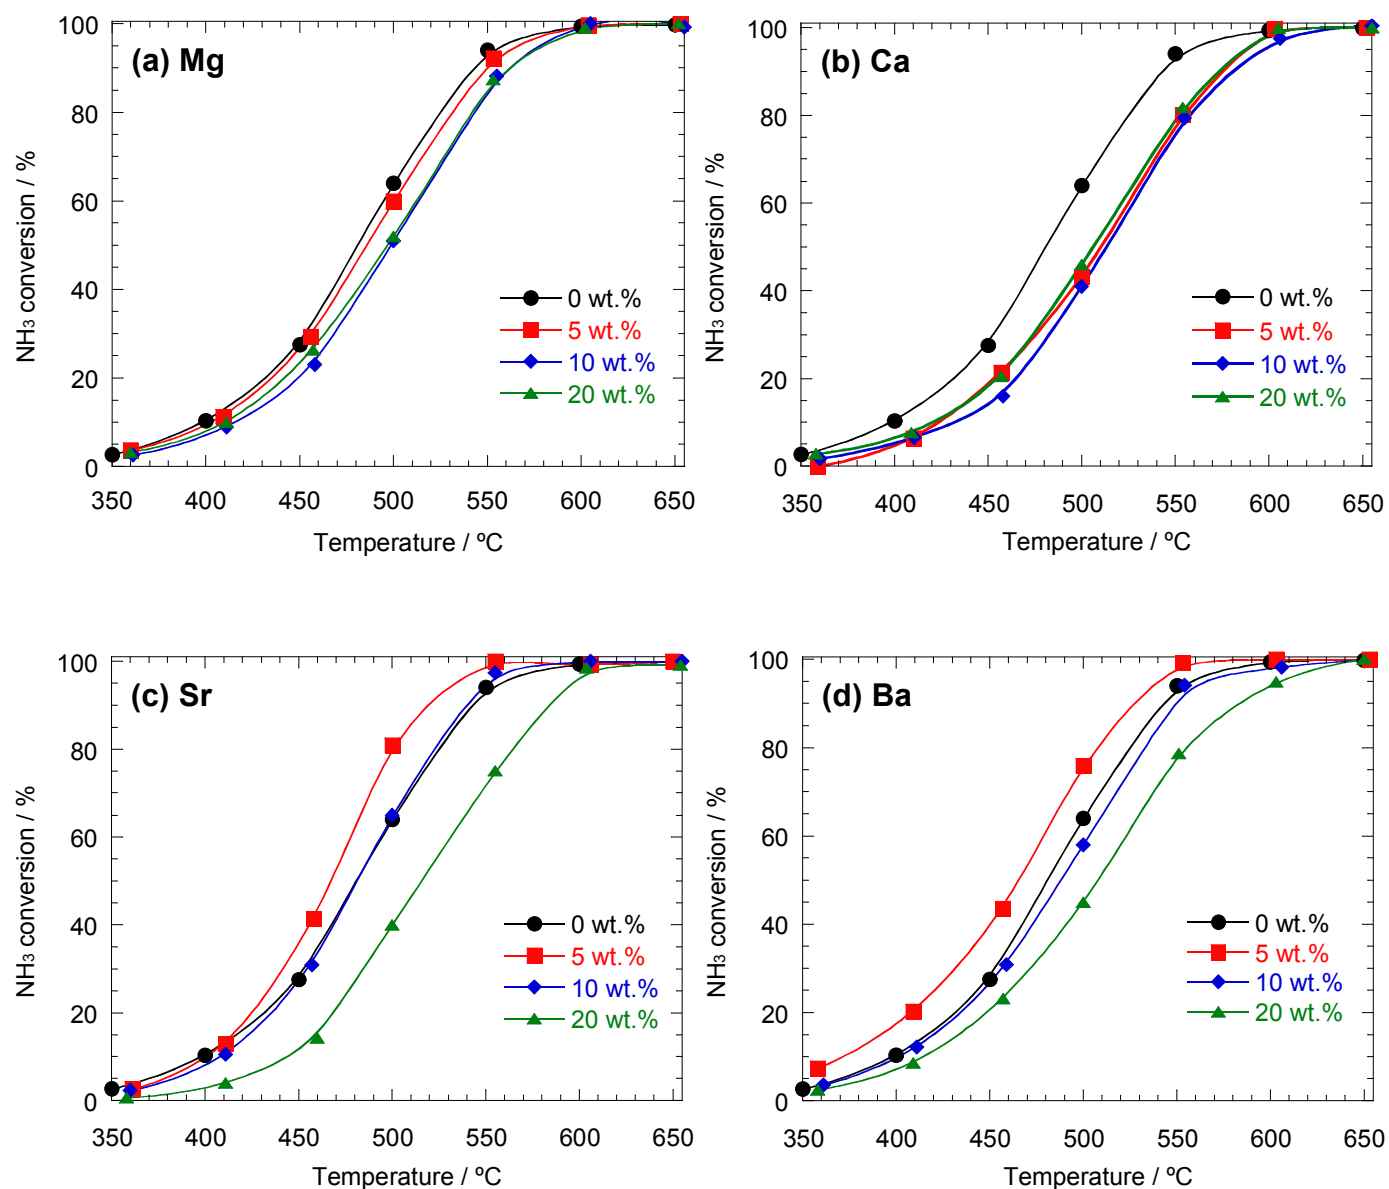 (a) Mg
NH₃ conversion / %
100
80
60
40
20
0
0 wt.%
5 wt.%
10 wt.%
20 wt.%
350 400 450 500 550 600 650
Temperature / ºC
(b) Ca
NH₃ conversion / %
100
80
60
40
20
0
0 wt.%
5 wt.%
10 wt.%
20 wt.%
350 400 450 500 550 600 650
Temperature / ºC
(c) Sr
NH₃ conversion / %
100
80
60
40
20
0
0 wt.%
5 wt.%
10 wt.%
20 wt.%
350 400 450 500 550 600 650
Temperature / ºC
(d) Ba
NH₃ conversion / %
100
80
60
40
20
0
0 wt.%
5 wt.%
10 wt.%
20 wt.%
350 400 450 500 550 600 650
Temperature / ºC